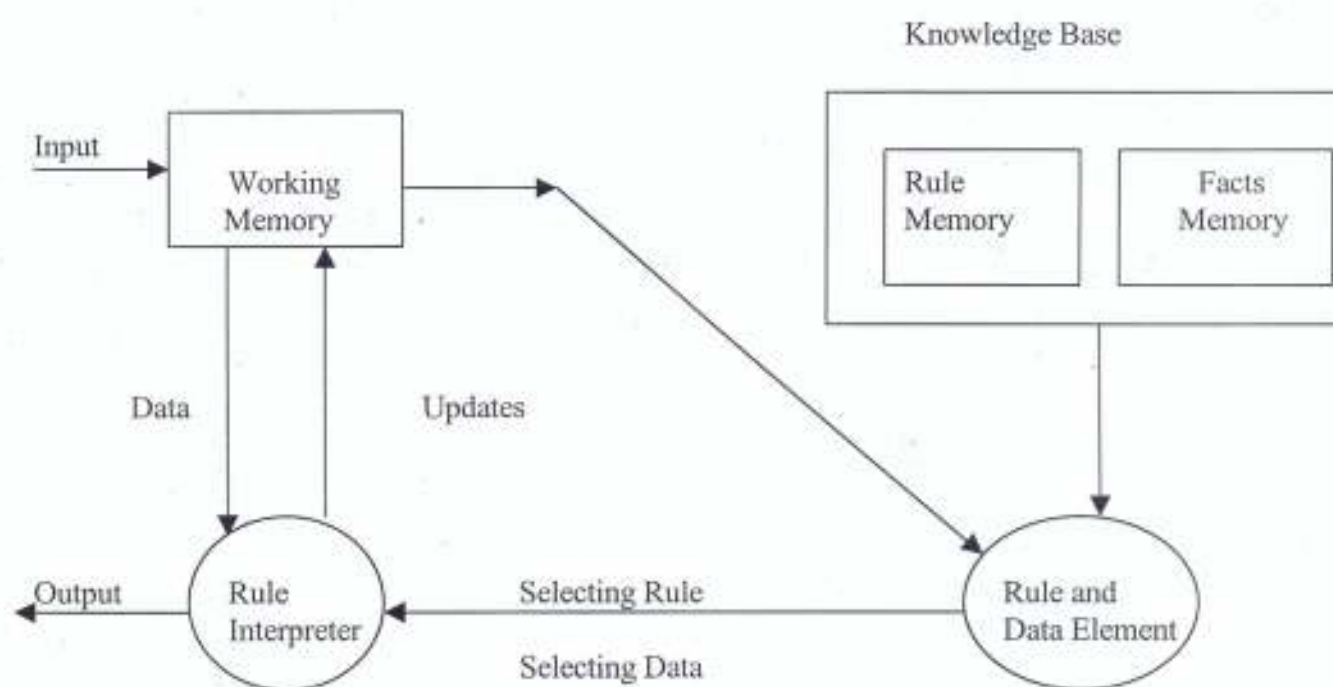 Knowledge Base
Input
Working
Memory
Rule
Memory
Facts
Memory
Data
Updates
Output
Rule
Interpreter
Selecting Rule
Selecting Data
Rule and
Data Element